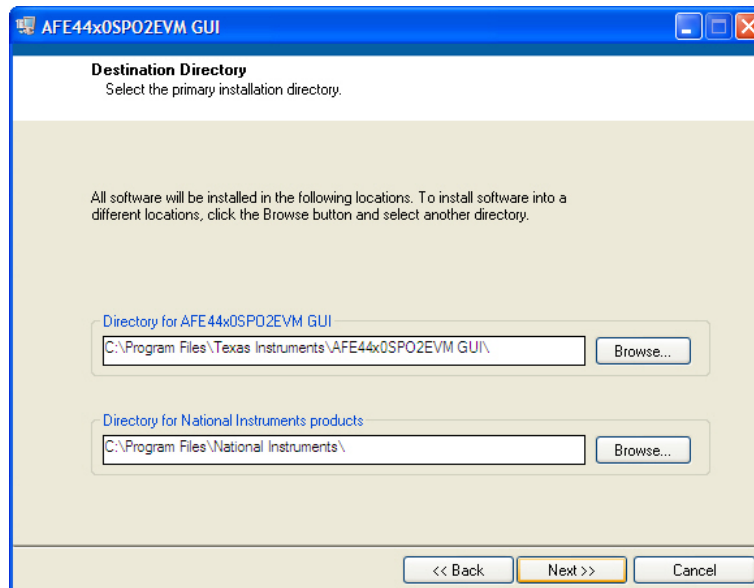 AFE44x0SPO2EVM GUI
Destination Directory
Select the primary installation directory.
All software will be installed in the following locations. To install software into a
different locations, click the Browse button and select another directory.
Directory for AFE44x0SPO2EVM GUI
C:\Program Files\Texas Instruments\AFE44x0SPO2EVM GUI\
Browse...
Directory for National Instruments products
C:\Program Files\National Instruments\
Browse...
<< Back
Next >>
Cancel